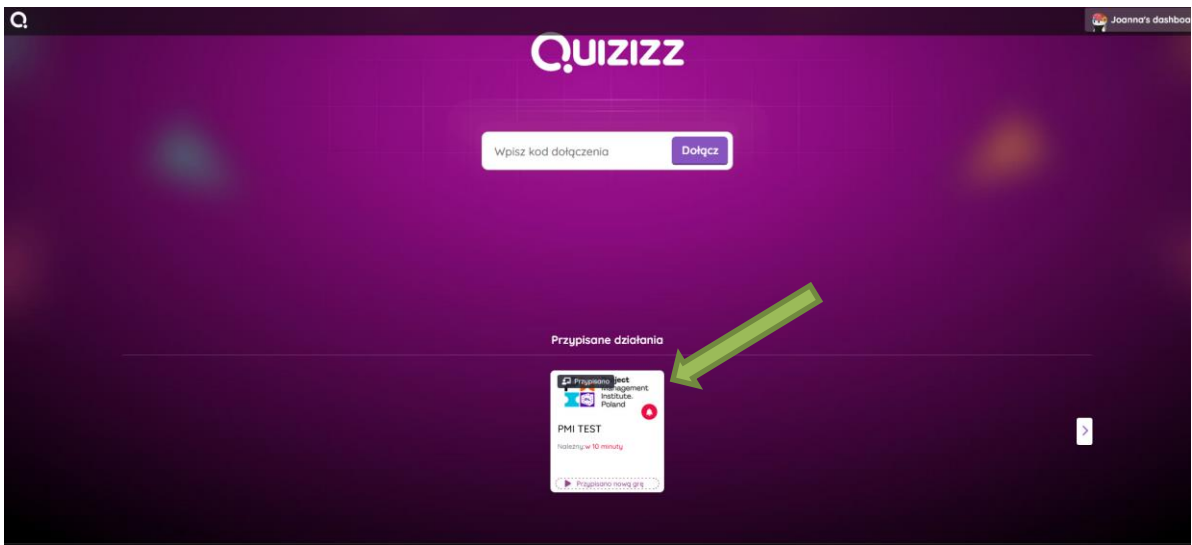 Q
Joanna's dashboa
QUIZIZZ
Wpisz kod dołączenia
Dołącz
Przypisane działania
Przypisano
ject
Management
Institute.
Poland
PMI TEST
Należny:w 10 minuty
Przypisano nową grę